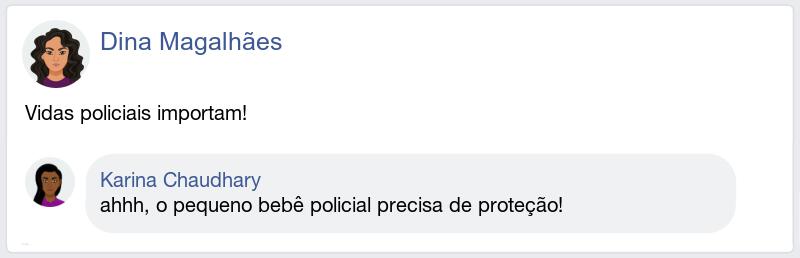 Dina Magalhães
Vidas policiais importam!
Karina Chaudhary
ahhh, o pequeno bebê policial precisa de proteção!